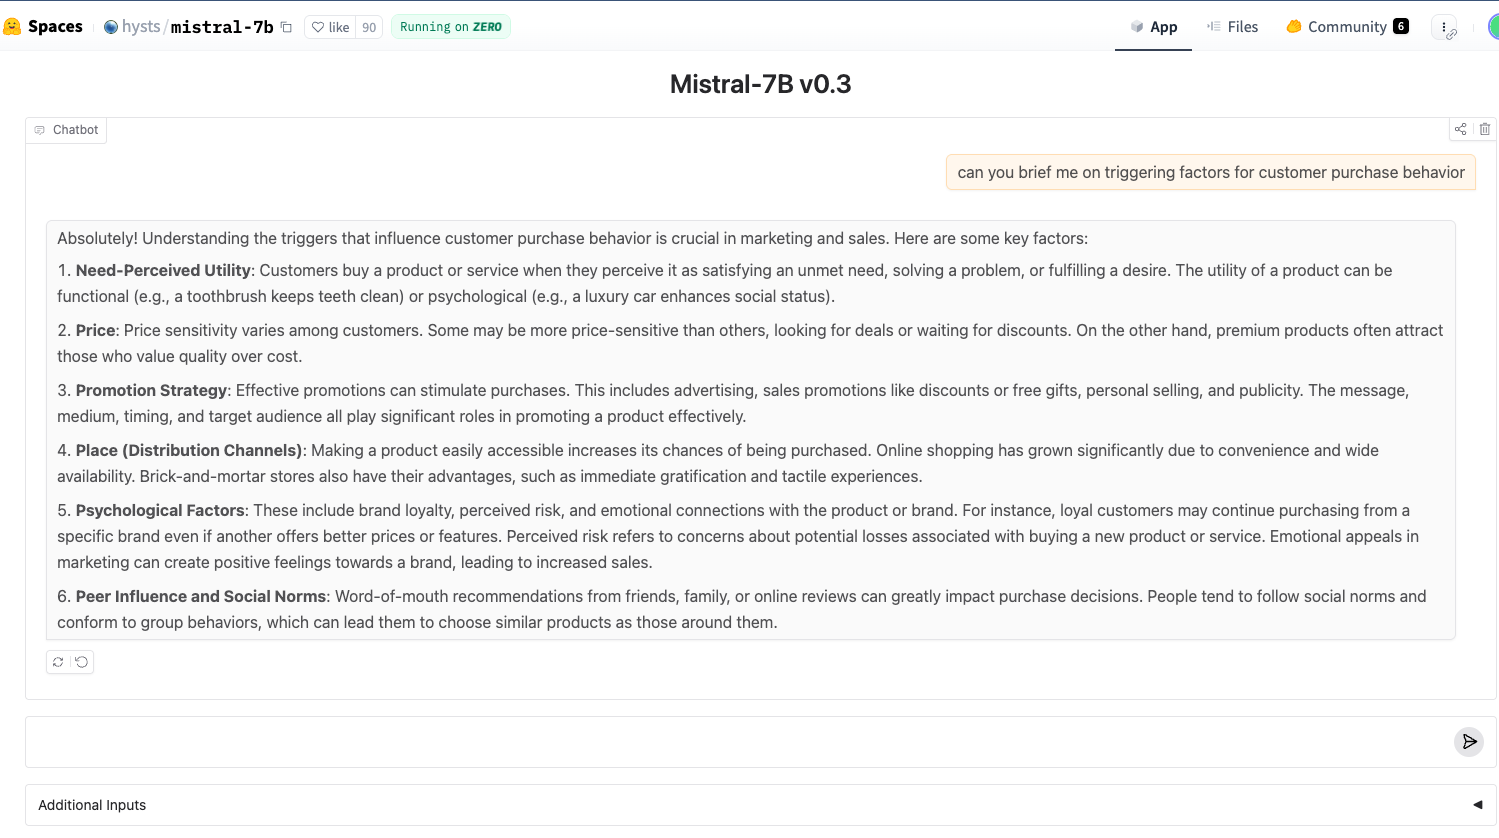 Spaces hysts/mistral-7b like 90 Running on ZERO App Files Community 6
Mistral-7B v0.3
Chatbot
can you brief me on triggering factors for customer purchase behavior
Absolutely! Understanding the triggers that influence customer purchase behavior is crucial in marketing and sales. Here are some key factors:
1. Need-Perceived Utility: Customers buy a product or service when they perceive it as satisfying an unmet need, solving a problem, or fulfilling a desire. The utility of a product can be
functional (e.g., a toothbrush keeps teeth clean) or psychological (e.g., a luxury car enhances social status).
2. Price: Price sensitivity varies among customers. Some may be more price-sensitive than others, looking for deals or waiting for discounts. On the other hand, premium products often attract
those who value quality over cost.
3. Promotion Strategy: Effective promotions can stimulate purchases. This includes advertising, sales promotions like discounts or free gifts, personal selling, and publicity. The message,
medium, timing, and target audience all play significant roles in promoting a product effectively.
4. Place (Distribution Channels): Making a product easily accessible increases its chances of being purchased. Online shopping has grown significantly due to convenience and wide
availability. Brick-and-mortar stores also have their advantages, such as immediate gratification and tactile experiences.
5. Psychological Factors: These include brand loyalty, perceived risk, and emotional connections with the product or brand. For instance, loyal customers may continue purchasing from a
specific brand even if another offers better prices or features. Perceived risk refers to concerns about potential losses associated with buying a new product or service. Emotional appeals in
marketing can create positive feelings towards a brand, leading to increased sales.
6. Peer Influence and Social Norms: Word-of-mouth recommendations from friends, family, or online reviews can greatly impact purchase decisions. People tend to follow social norms and
conform to group behaviors, which can lead them to choose similar products as those around them.
Additional Inputs